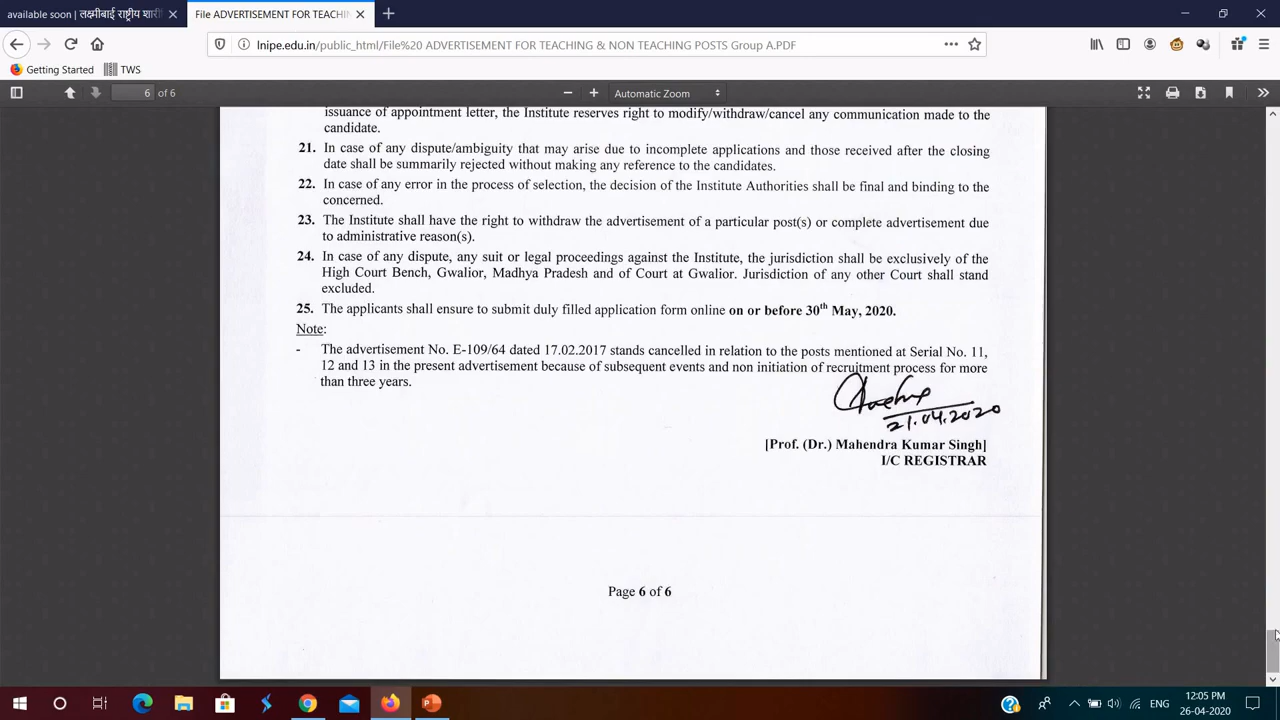 available soon | लक्ष्मीबाई राष्ट्रीय शारी
File ADVERTISEMENT FOR TEACHIN
lnipe.edu.in/public_html/File%20 ADVERTISEMENT FOR TEACHING & NON TEACHING POSTS Group A.PDF
Getting Started TWS
6 of 6
Automatic Zoom
issuance of appointment letter, the Institute reserves right to modify/withdraw/cancel any communication made to the
candidate.
21. In case of any dispute/ambiguity that may arise due to incomplete applications and those received after the closing
date shall be summarily rejected without making any reference to the candidates.
22. In case of any error in the process of selection, the decision of the Institute Authorities shall be final and binding to the
concerned.
23. The Institute shall have the right to withdraw the advertisement of a particular post(s) or complete advertisement due
to administrative reason(s).
24. In case of any dispute, any suit or legal proceedings against the Institute, the jurisdiction shall be exclusively of the
High Court Bench, Gwalior, Madhya Pradesh and of Court at Gwalior. Jurisdiction of any other Court shall stand
excluded.
25. The applicants shall ensure to submit duly filled application form online on or before 30th May, 2020.
Note:
- The advertisement No. E-109/64 dated 17.02.2017 stands cancelled in relation to the posts mentioned at Serial No. 11,
12 and 13 in the present advertisement because of subsequent events and non initiation of recruitment process for more
than three years.
21.04.2020
[Prof. (Dr.) Mahendra Kumar Singh]
I/C REGISTRAR
Page 6 of 6
ENG
12:05 PM
26-04-2020